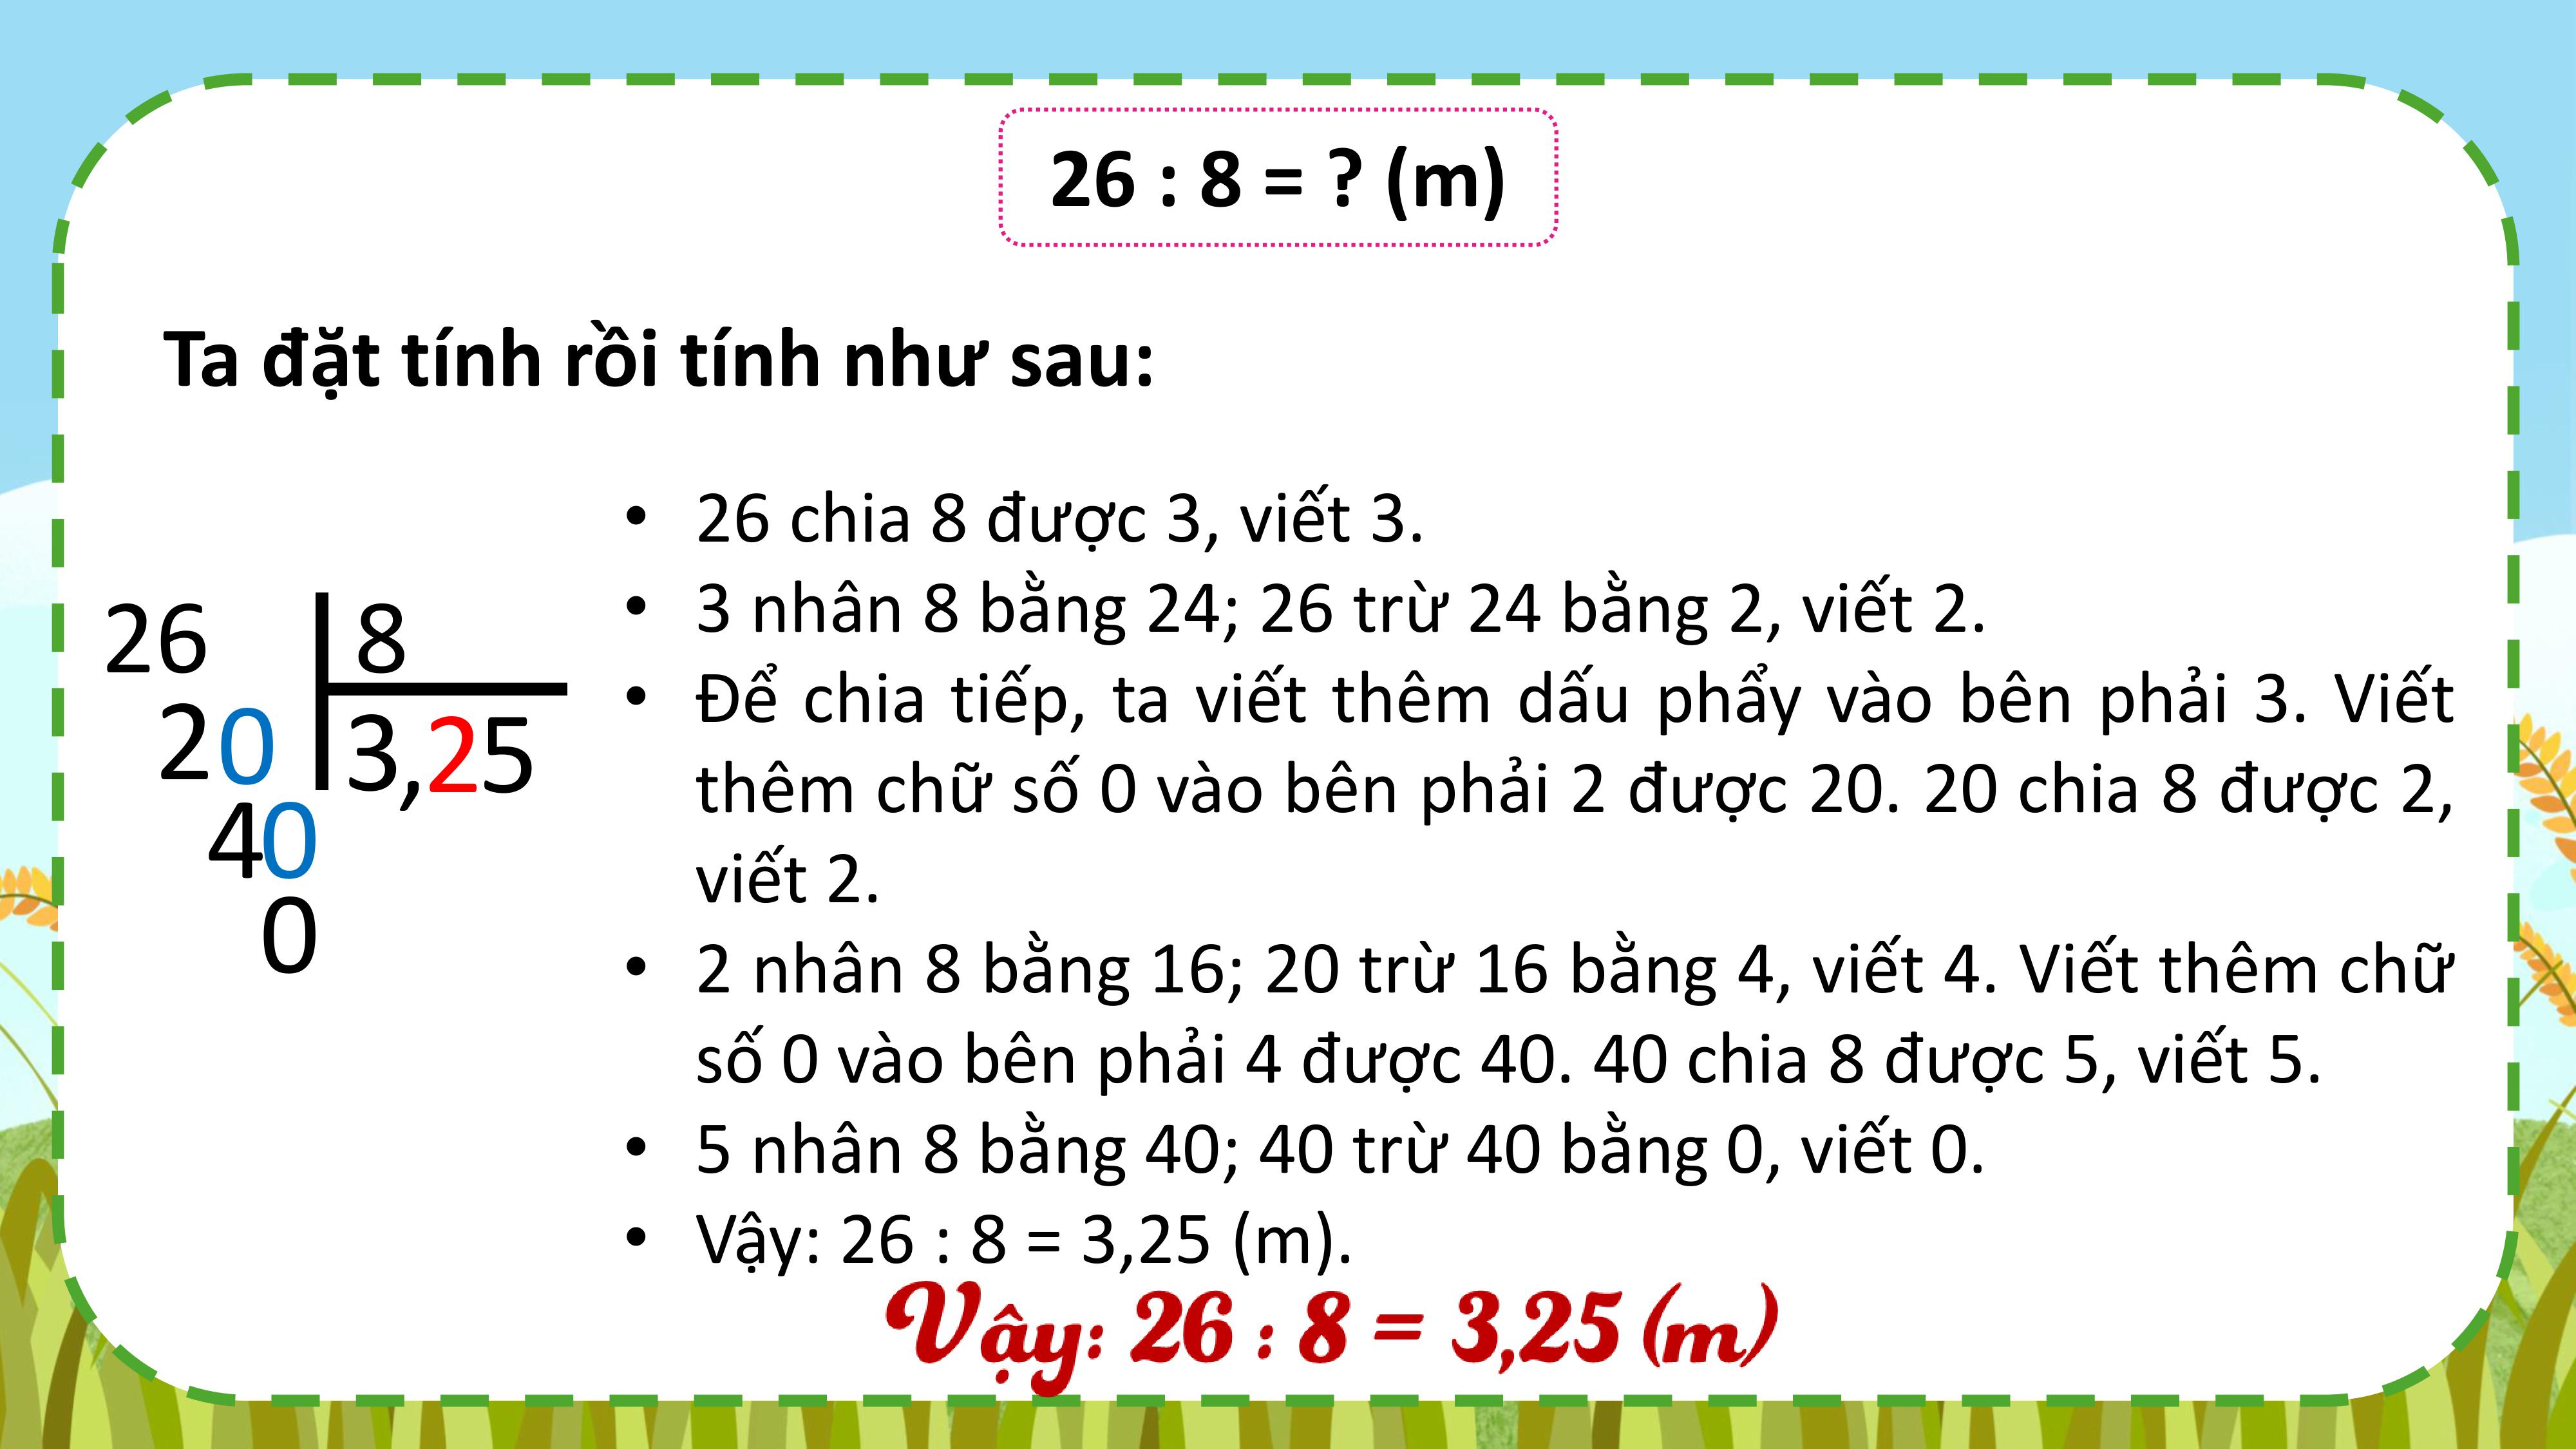 26 : 8 = ? (m)
Ta đặt tính rồi tính như sau:
26 8
20 3,25
40
0
• 26 chia 8 được 3, viết 3.
• 3 nhân 8 bằng 24; 26 trừ 24 bằng 2, viết 2.
• Để chia tiếp, ta viết thêm dấu phẩy vào bên phải 3. Viết
thêm chữ số 0 vào bên phải 2 được 20. 20 chia 8 được 2,
viết 2.
• 2 nhân 8 bằng 16; 20 trừ 16 bằng 4, viết 4. Viết thêm chữ
số 0 vào bên phải 4 được 40. 40 chia 8 được 5, viết 5.
• 5 nhân 8 bằng 40; 40 trừ 40 bằng 0, viết 0.
• Vậy: 26 : 8 = 3,25 (m).
Vậy: 26 : 8 = 3,25 (m)